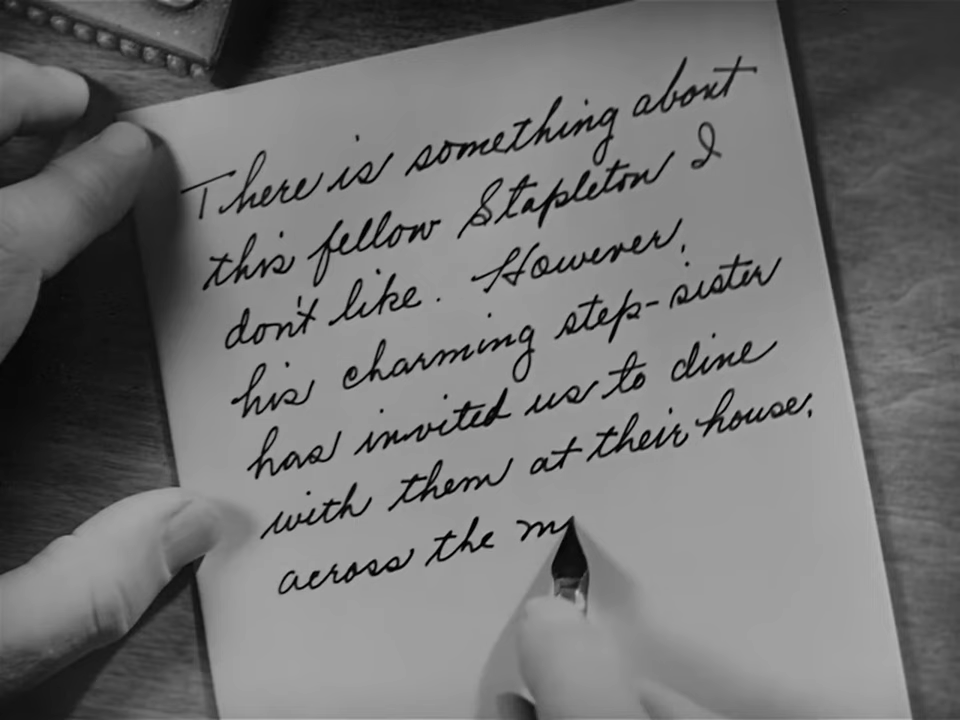 There is something about
this fellow Stapleton I
don't like. However,
his charming step-sister
has invited us to dine
with them at their house,
across the m